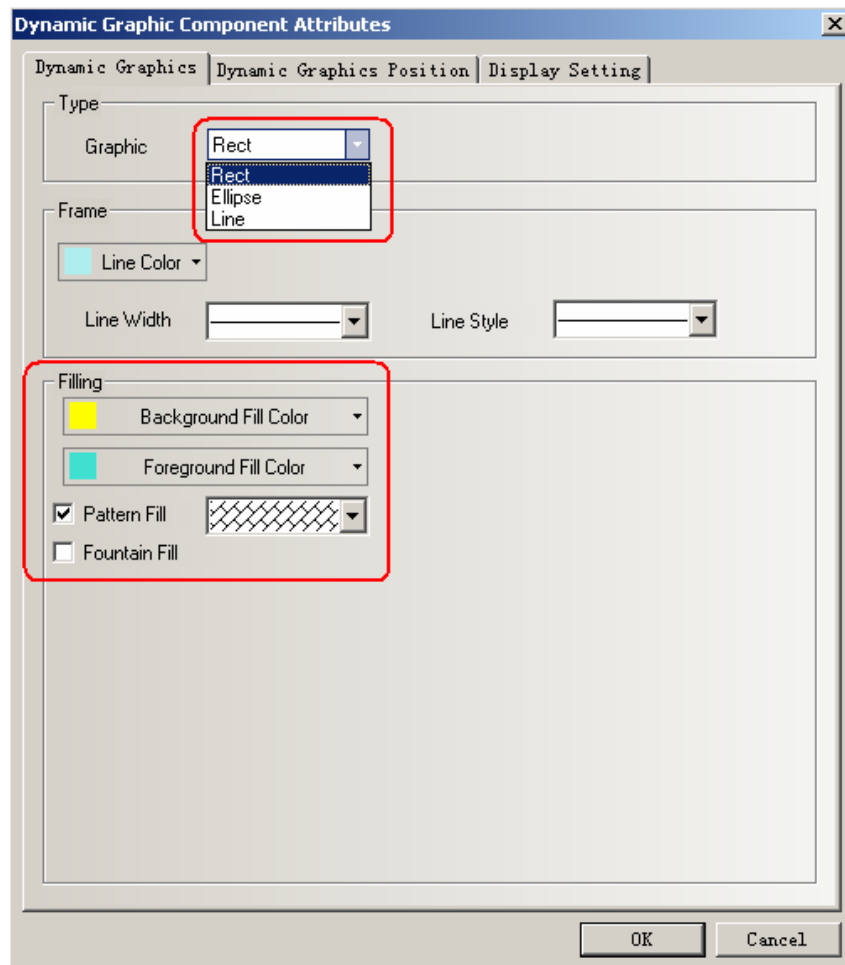 Dynamic Graphic Component Attributes
Dynamic Graphics Dynamic Graphics Position Display Setting
Type
Graphic Rect
Rect
Ellipse
Line
Frame
Line Color
Line Width Line Style
Filling
Background Fill Color
Foreground Fill Color
Pattern Fill
Fountain Fill
OK Cancel